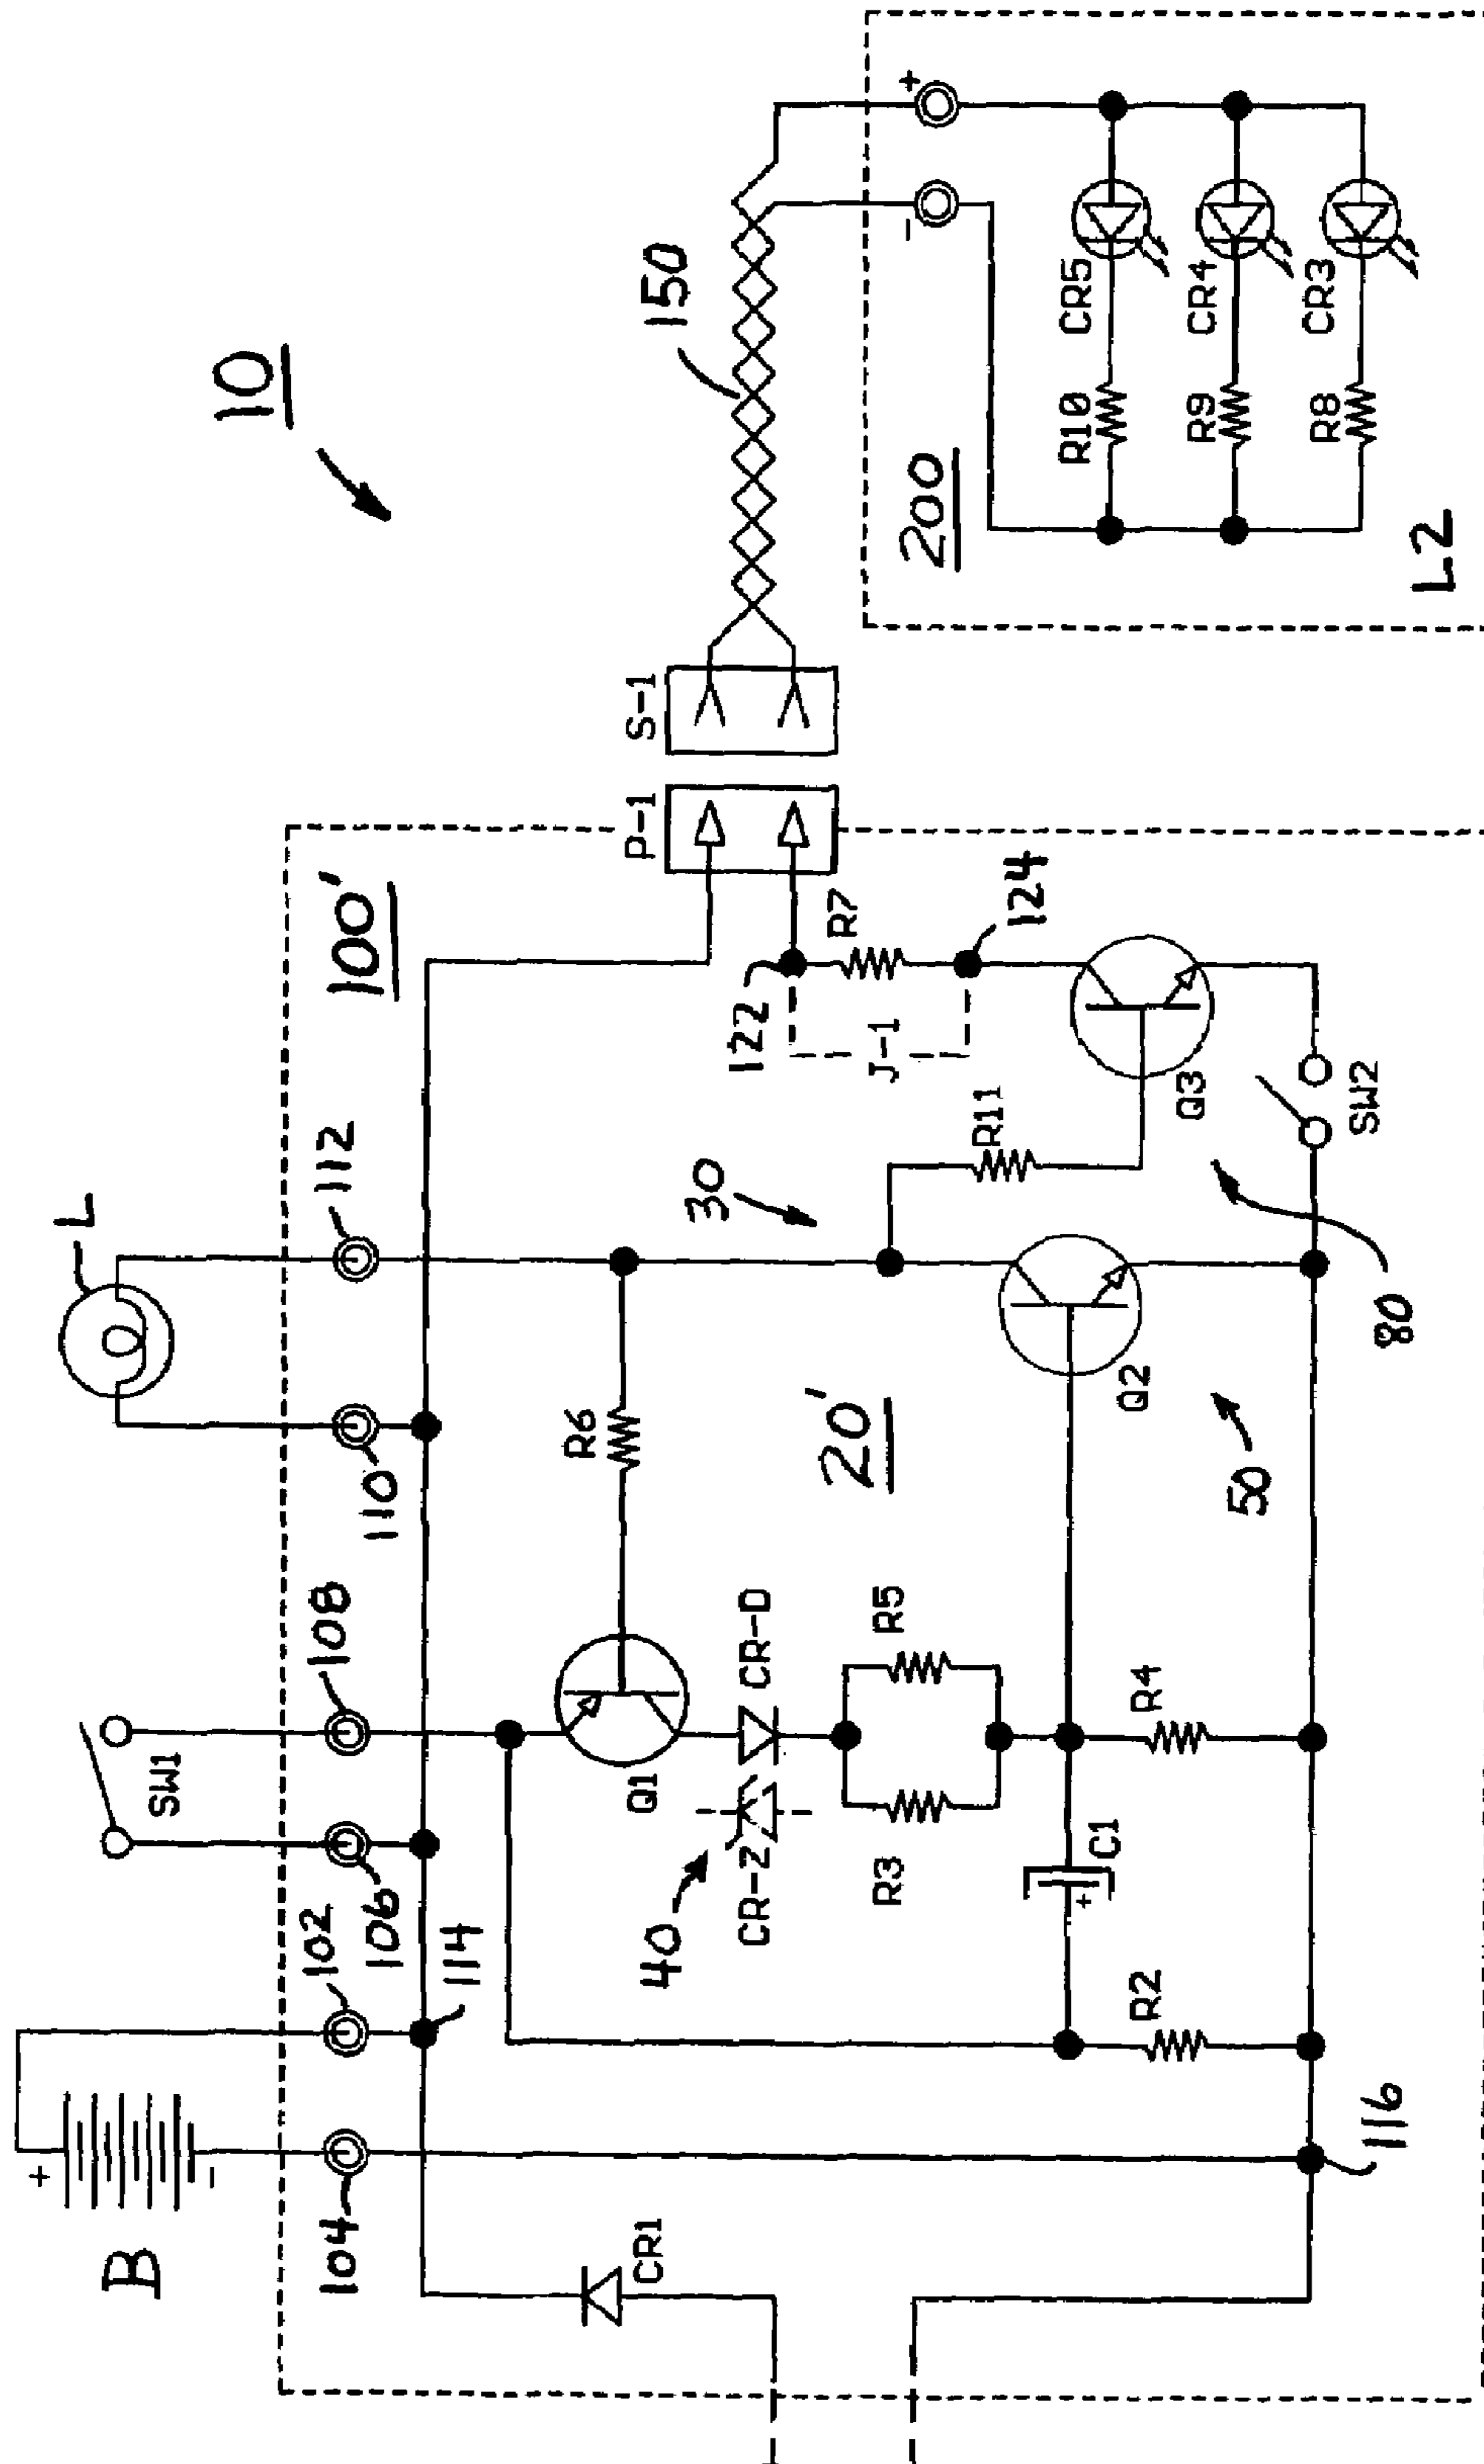 10
B
+
-
104
102
106
114
SW1
108
110
L
112
100'
CR1
40
CR-Z
CR-D
Q1
R6
R3
R5
20'
30
122
J-1
R7
124
P-1
S-1
150
C1
+
R2
R4
Q2
50
R11
Q3
SW2
80
116
200
-
+
R10
CR5
R9
CR4
R8
CR3
L2